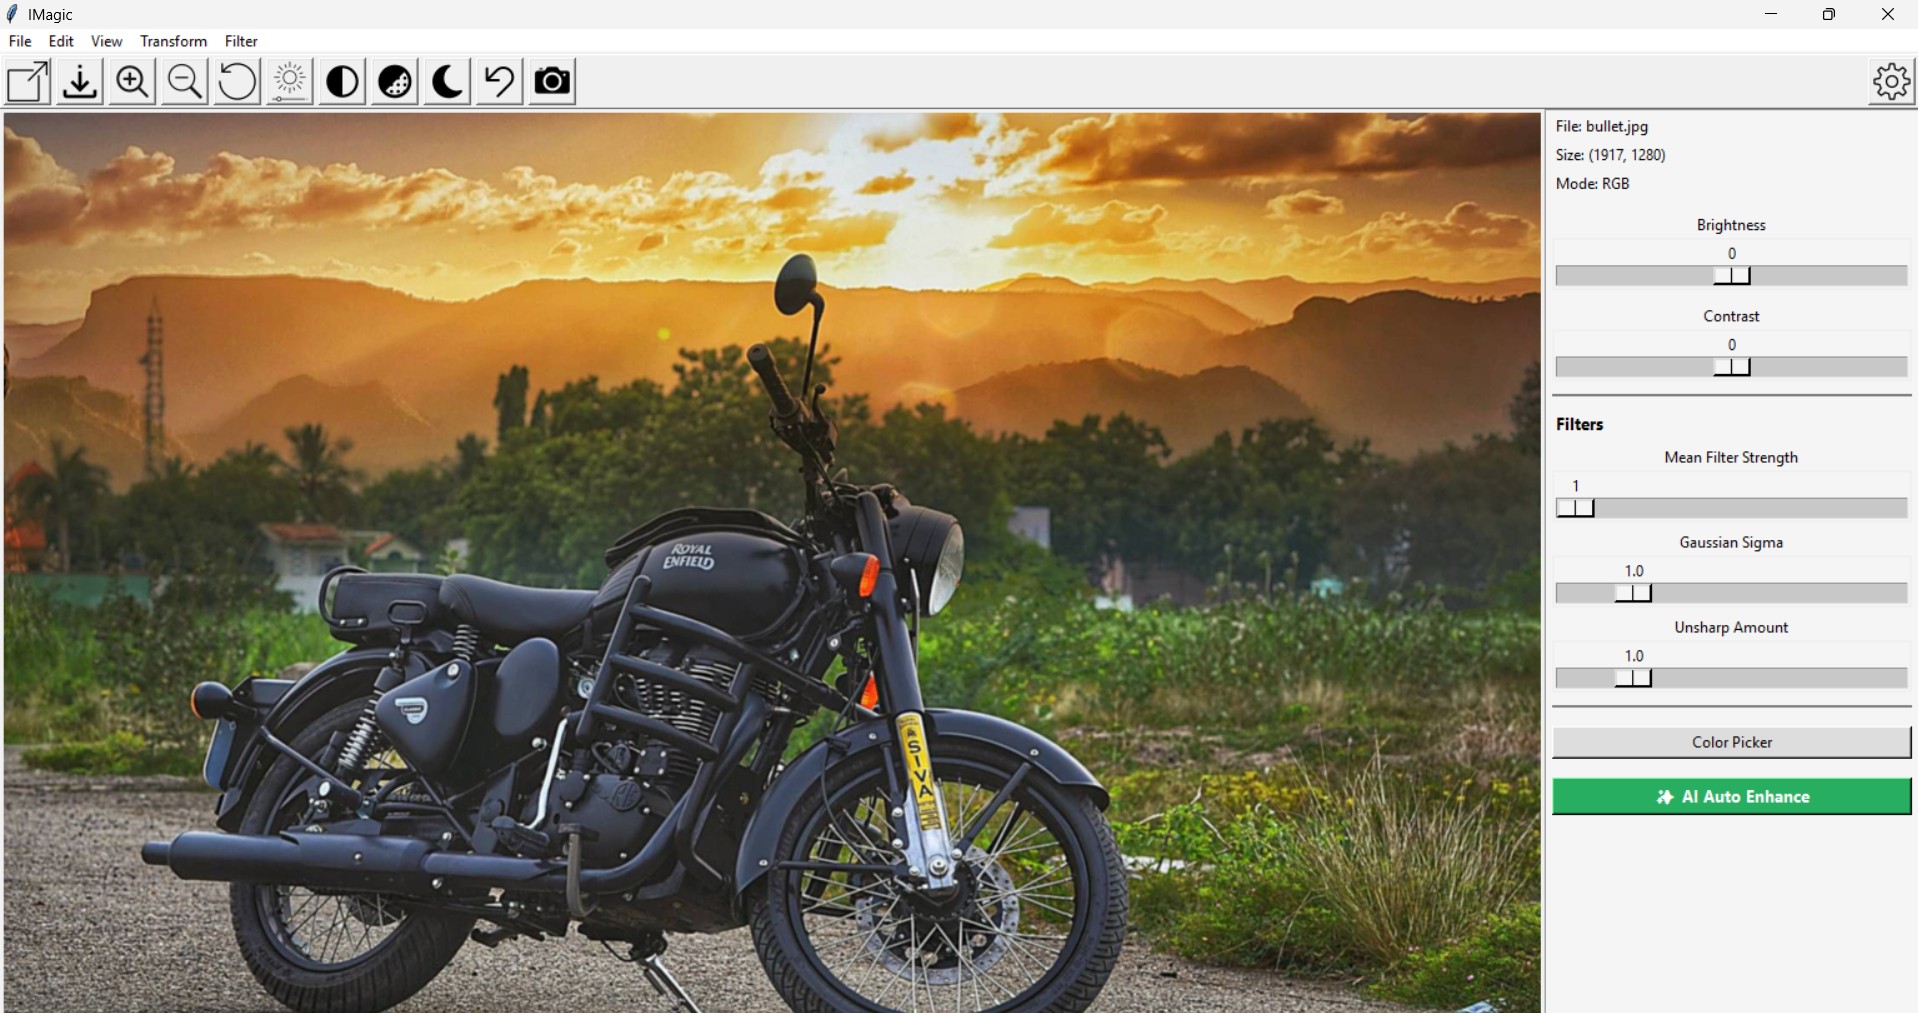 IMagic
File Edit View Transform Filter
File: bullet.jpg
Size: (1917, 1280)
Mode: RGB
Brightness
0
Contrast
0
Filters
Mean Filter Strength
1
Gaussian Sigma
1.0
Unsharp Amount
1.0
Color Picker
AI Auto Enhance
ROYAL
ENFIELD
SIVA